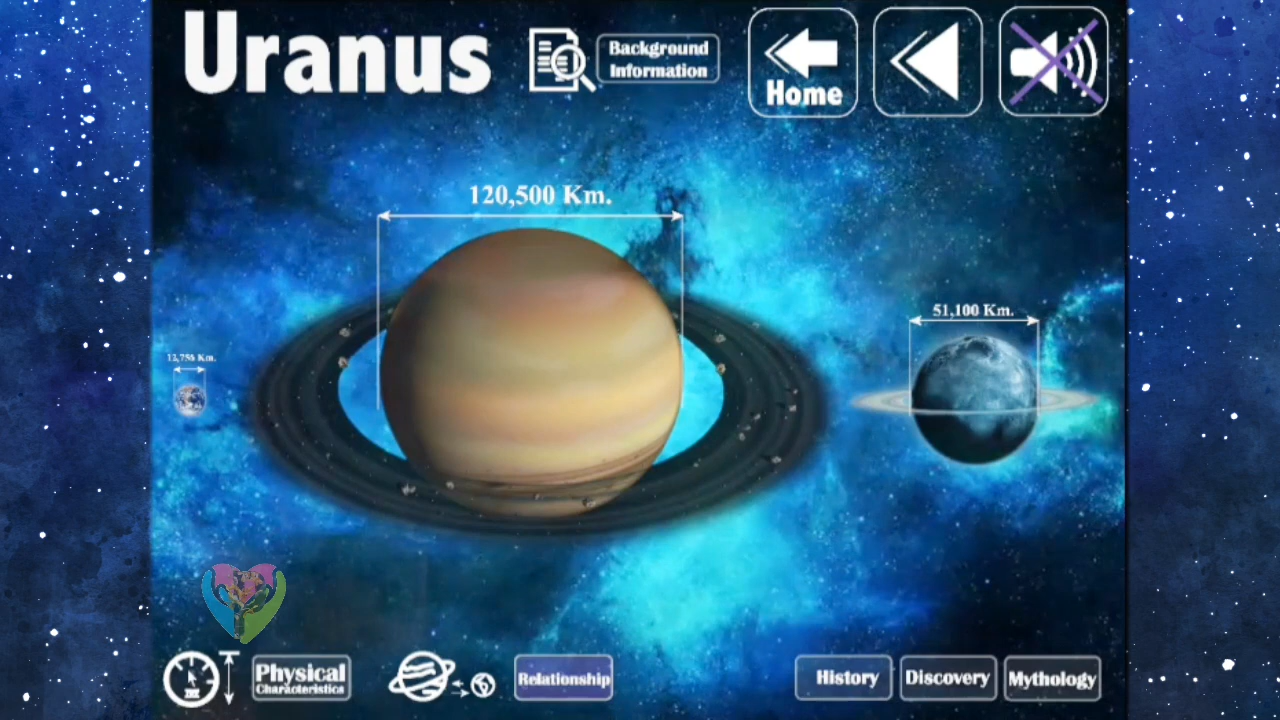 Uranus
Background
Information
Home
120,500 Km.
51,100 Km.
12,756 Km.
Physical
Characteristics
Relationship
History
Discovery
Mythology